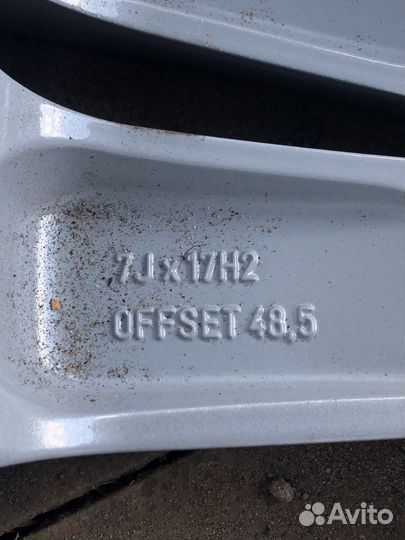 7J x 17H2
OFFSET 48,5
Avito